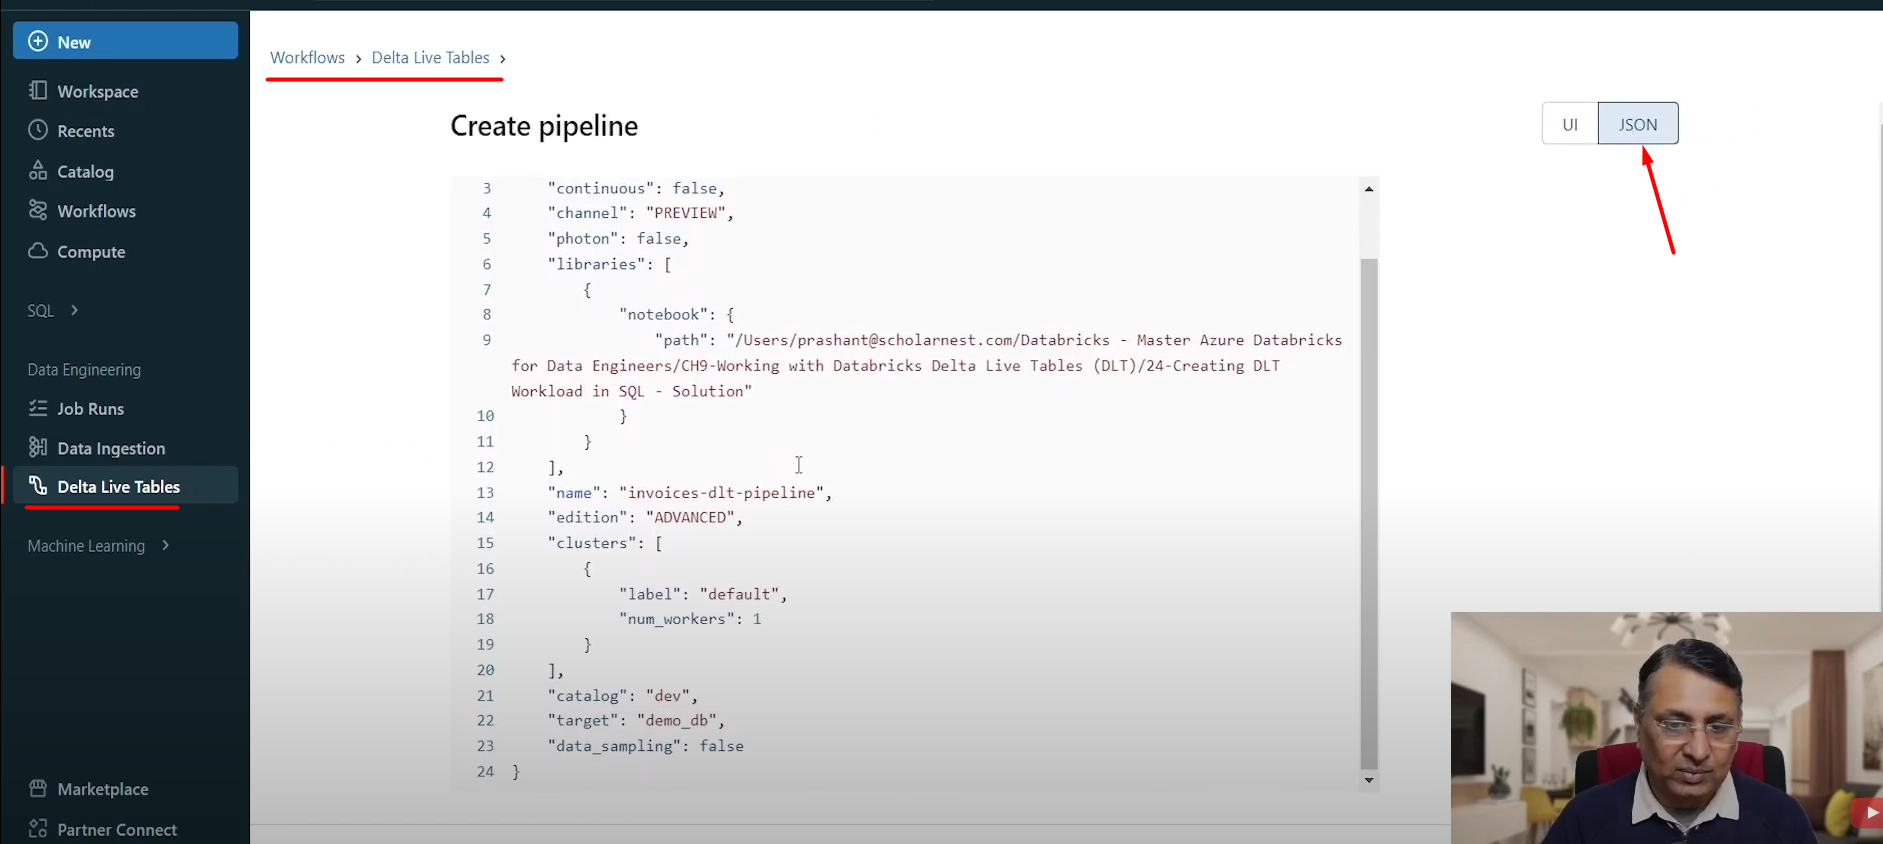 New
Workspace
Recents
Catalog
Workflows
Compute
SQL
Data Engineering
Job Runs
Data Ingestion
Delta Live Tables
Machine Learning
Marketplace
Partner Connect
Workflows › Delta Live Tables ›
Create pipeline
UI JSON
3 "continuous": false,
4 "channel": "PREVIEW",
5 "photon": false,
6 "libraries": [
7 {
8 "notebook": {
9 "path": "/Users/prashant@scholarnest.com/Databricks - Master Azure Databricks
for Data Engineers/CH9-Working with Databricks Delta Live Tables (DLT)/24-Creating DLT
Workload in SQL - Solution"
10 }
11 }
12 ],
13 "name": "invoices-dlt-pipeline",
14 "edition": "ADVANCED",
15 "clusters": [
16 {
17 "label": "default",
18 "num_workers": 1
19 }
20 ],
21 "catalog": "dev",
22 "target": "demo_db",
23 "data_sampling": false
24 }